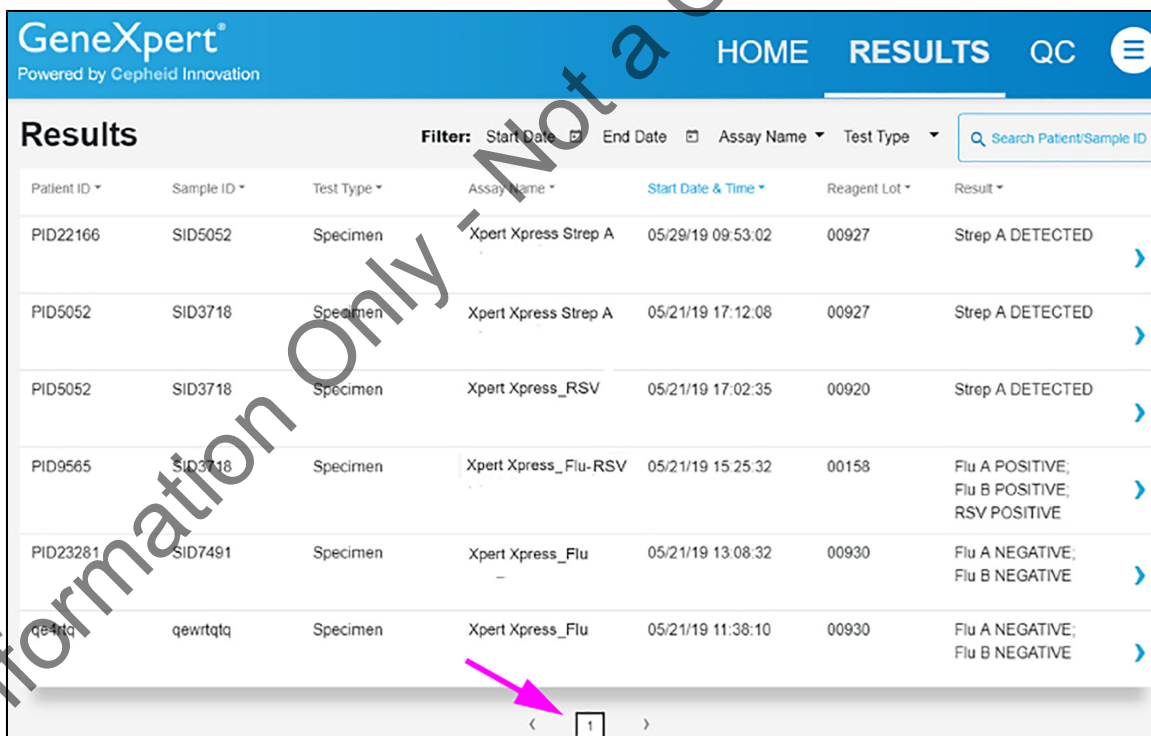 GeneXpert®
Powered by Cepheid Innovation
HOME RESULTS QC
Results
Filter: Start Date End Date Assay Name Test Type Search Patient/Sample ID
Patient ID Sample ID Test Type Assay Name Start Date & Time Reagent Lot Result
PID22166 SID5052 Specimen Xpert Xpress Strep A 05/29/19 09:53:02 00927 Strep A DETECTED
PID5052 SID3718 Specimen Xpert Xpress Strep A 05/21/19 17:12:08 00927 Strep A DETECTED
PID5052 SID3718 Specimen Xpert Xpress_RSV 05/21/19 17:02:35 00920 Strep A DETECTED
PID9565 SID3718 Specimen Xpert Xpress_Flu-RSV 05/21/19 15:25:32 00158 Flu A POSITIVE;
Flu B POSITIVE;
RSV POSITIVE
PID23281 SID7491 Specimen Xpert Xpress_Flu 05/21/19 13:08:32 00930 Flu A NEGATIVE;
Flu B NEGATIVE
qe4rtq qewrtqtq Specimen Xpert Xpress_Flu 05/21/19 11:38:10 00930 Flu A NEGATIVE;
Flu B NEGATIVE
< 1 >
formation Only - Not a C